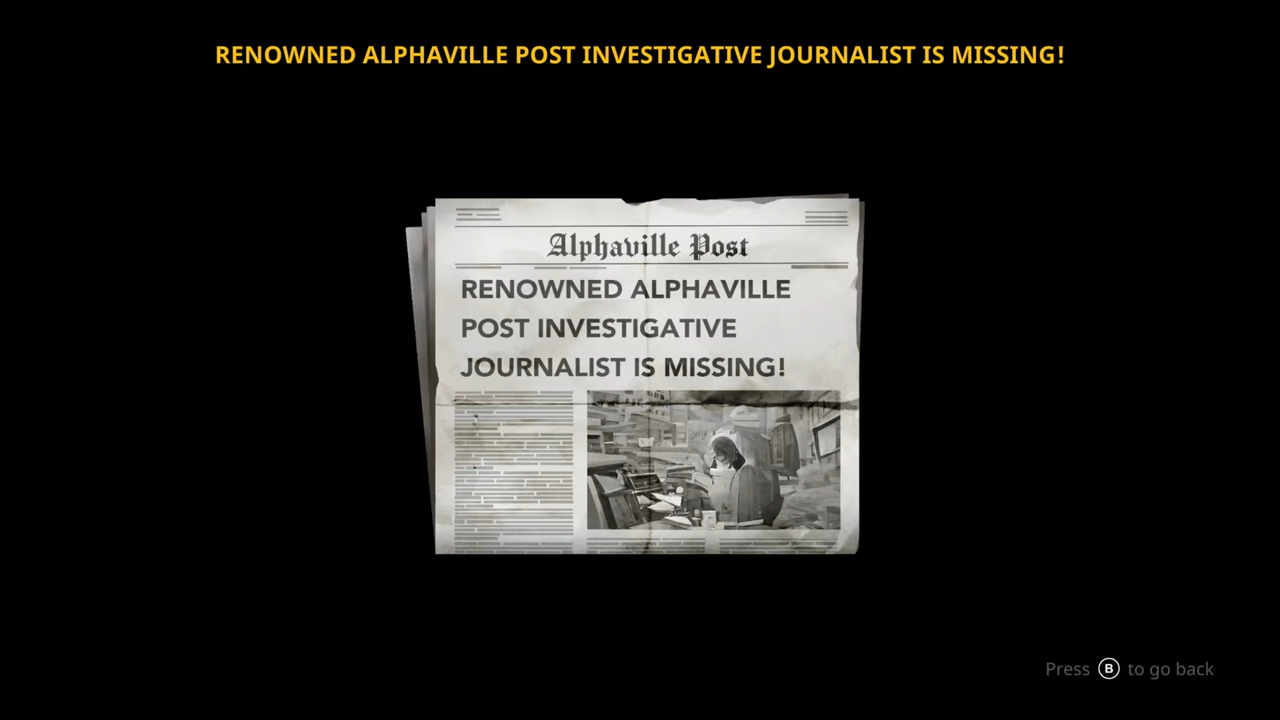 RENOWNED ALPHAVILLE POST INVESTIGATIVE JOURNALIST IS MISSING!
Alphaville Post
RENOWNED ALPHAVILLE
POST INVESTIGATIVE
JOURNALIST IS MISSING!
Press B to go back